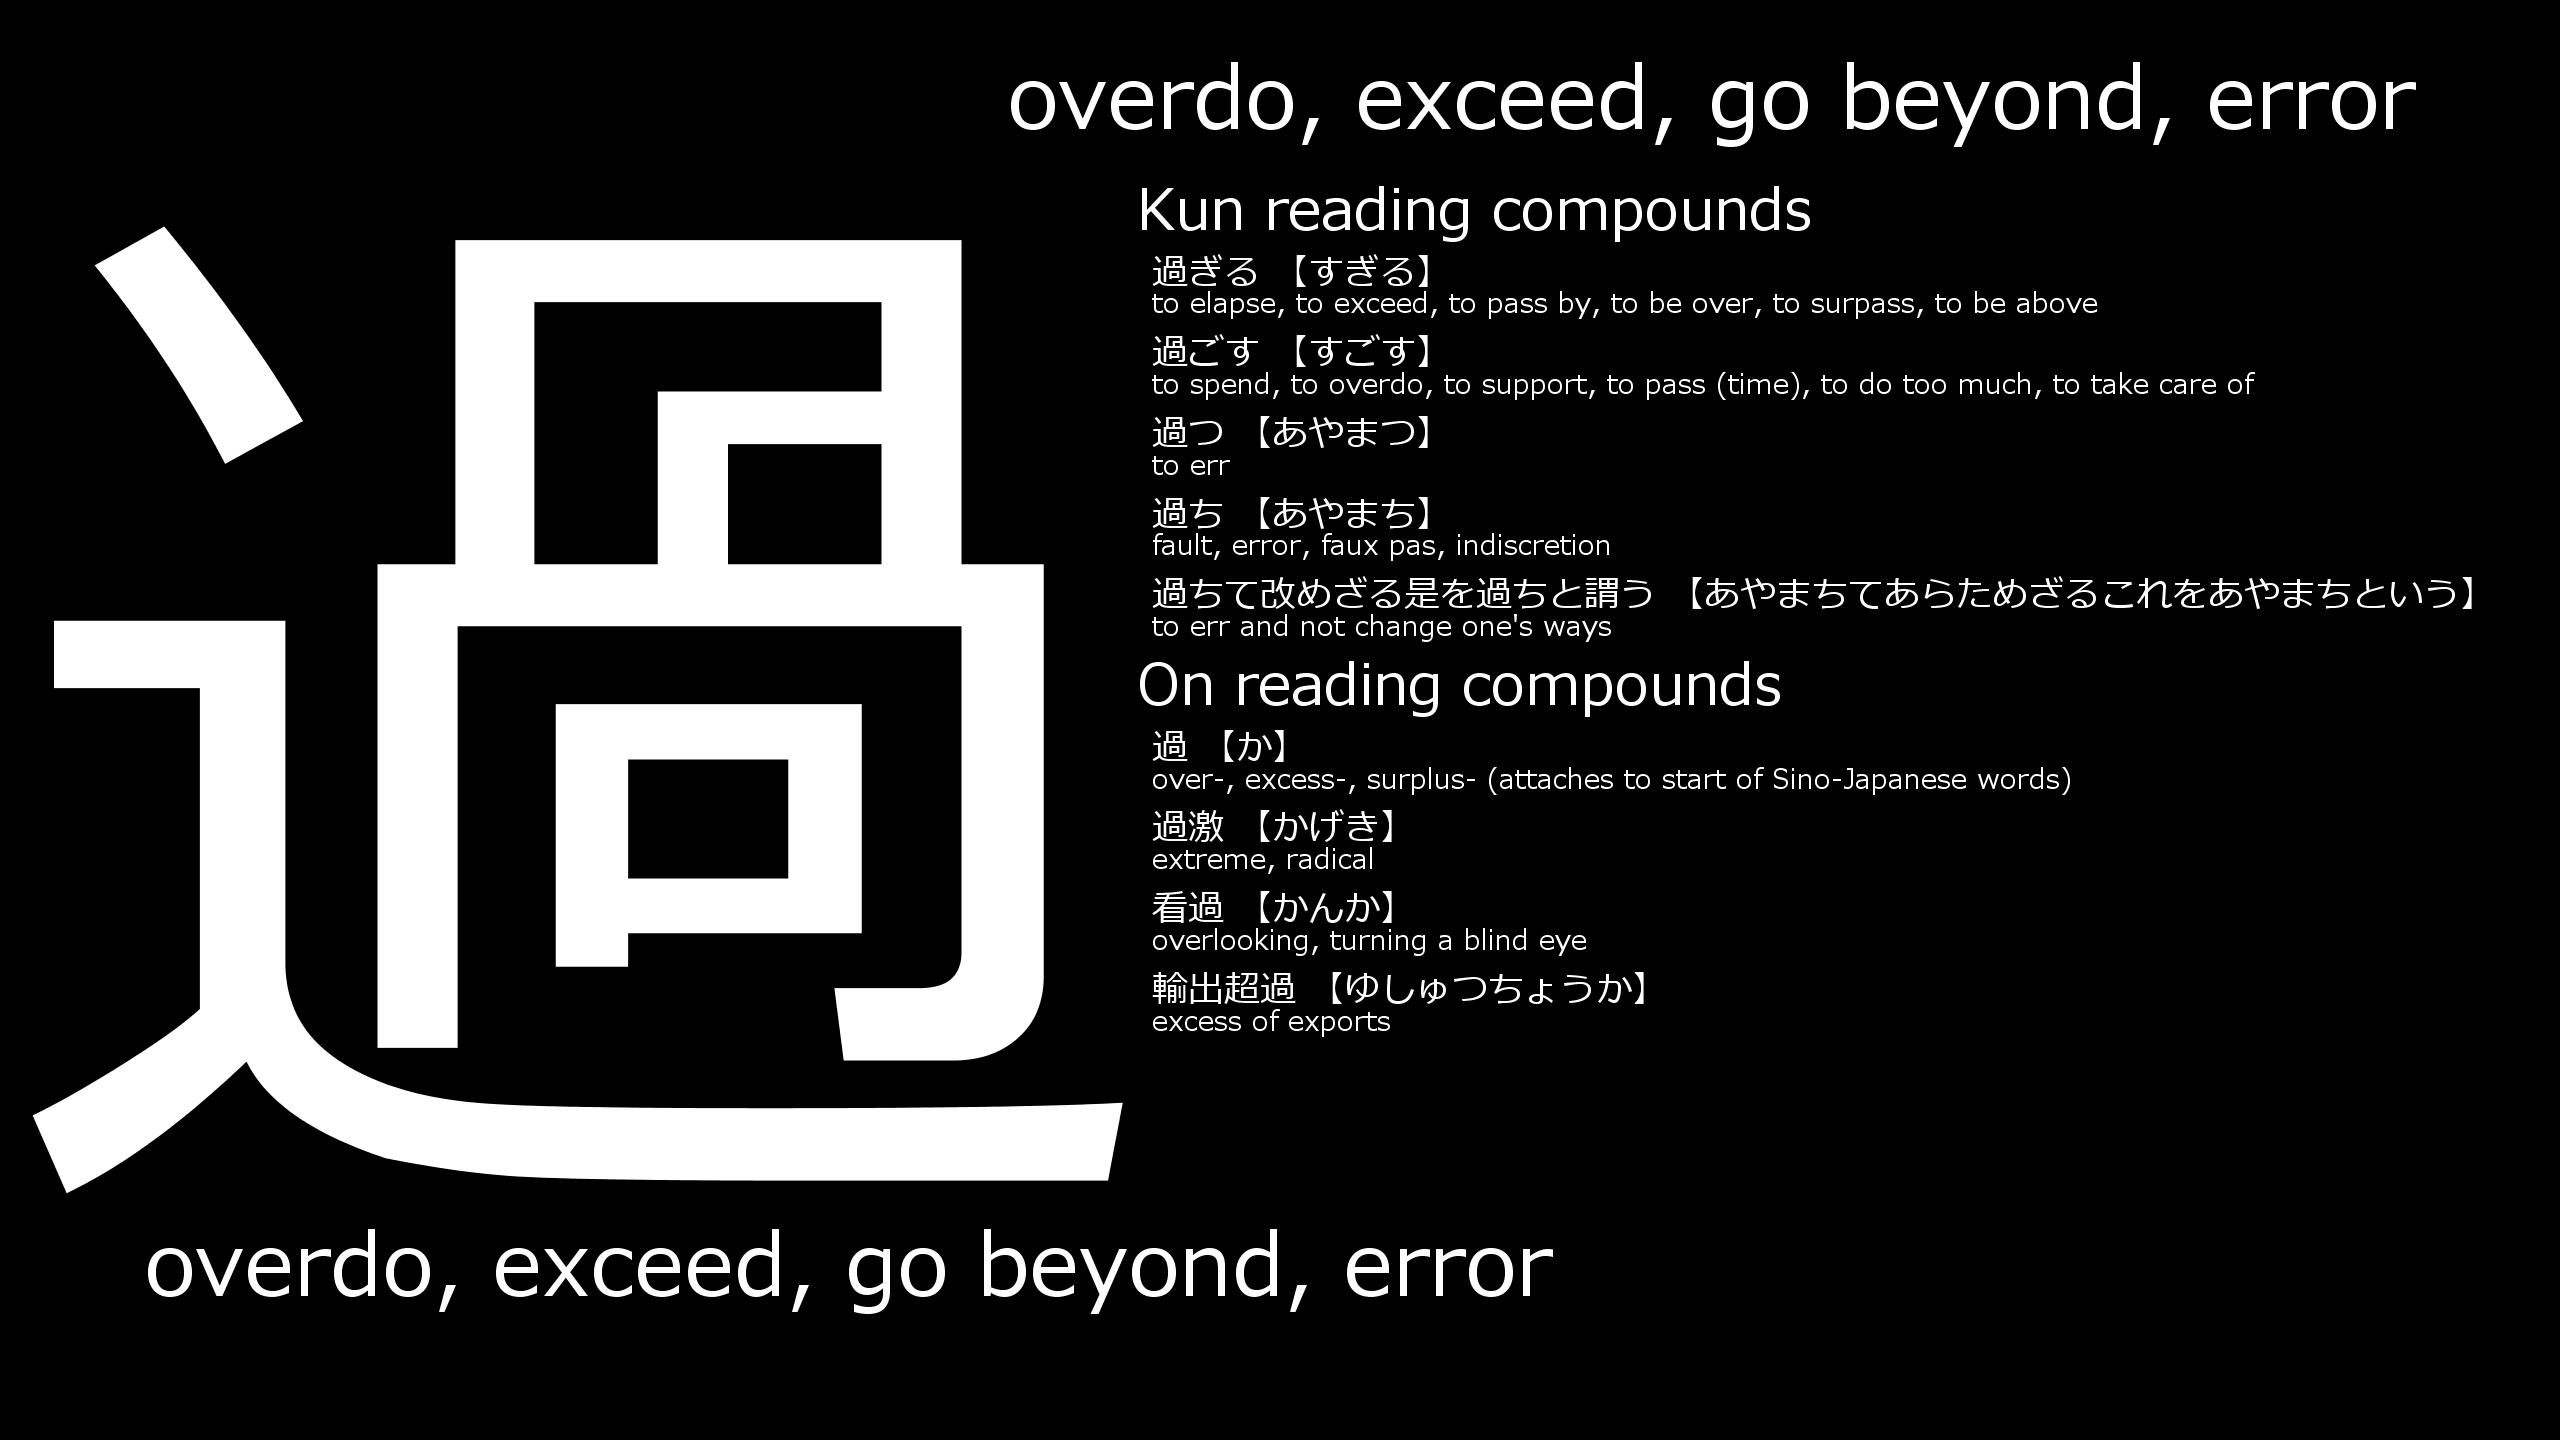 overdo, exceed, go beyond, error
過
Kun reading compounds
過ぎる 【すぎる】
to elapse, to exceed, to pass by, to be over, to surpass, to be above
過ごす 【すごす】
to spend, to overdo, to support, to pass (time), to do too much, to take care of
過つ 【あやまつ】
to err
過ち 【あやまち】
fault, error, faux pas, indiscretion
過ちて改めざる是を過ちと謂う 【あやまちてあらためざるこれをあやまちという】
to err and not change one's ways
On reading compounds
過 【か】
over-, excess-, surplus- (attaches to start of Sino-Japanese words)
過激 【かげき】
extreme, radical
看過 【かんか】
overlooking, turning a blind eye
輸出超過 【ゆしゅつちょうか】
excess of exports
overdo, exceed, go beyond, error